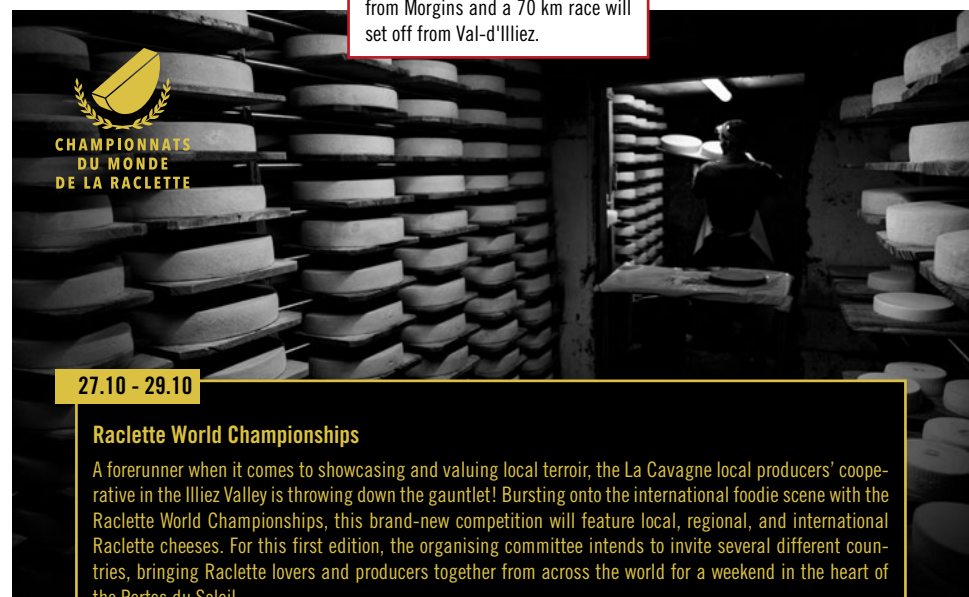 from Morgins and a 70 km race will
set off from Val-d'Illiez.
CHAMPIONNATS
DU MONDE
DE LA RACLETTE
27.10 - 29.10
Raclette World Championships
A forerunner when it comes to showcasing and valuing local terroir, the La Cavagne local producers' coope-
rative in the Illiez Valley is throwing down the gauntlet! Bursting onto the international foodie scene with the
Raclette World Championships, this brand-new competition will feature local, regional, and international
Raclette cheeses. For this first edition, the organising committee intends to invite several different coun-
tries, bringing Raclette lovers and producers together from across the world for a weekend in the heart of
the Portes du Soleil.